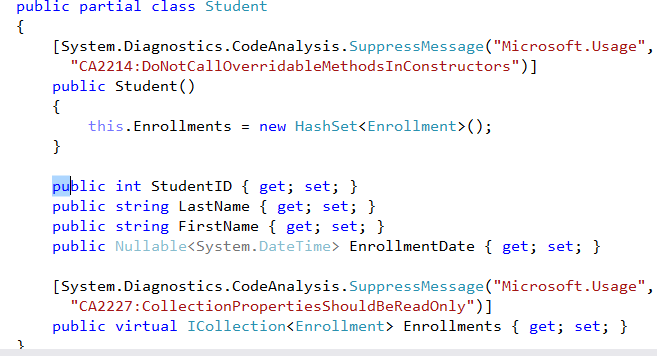 public partial class Student
{
[System.Diagnostics.CodeAnalysis.SuppressMessage("Microsoft.Usage",
"CA2214:DoNotCallOverridableMethodsInConstructors")]
public Student()
{
this.Enrollments = new HashSet<Enrollment>();
}
public int StudentID { get; set; }
public string LastName { get; set; }
public string FirstName { get; set; }
public Nullable<System.DateTime> EnrollmentDate { get; set; }
[System.Diagnostics.CodeAnalysis.SuppressMessage("Microsoft.Usage",
"CA2227:CollectionPropertiesShouldBeReadOnly")]
public virtual ICollection<Enrollment> Enrollments { get; set; }
}